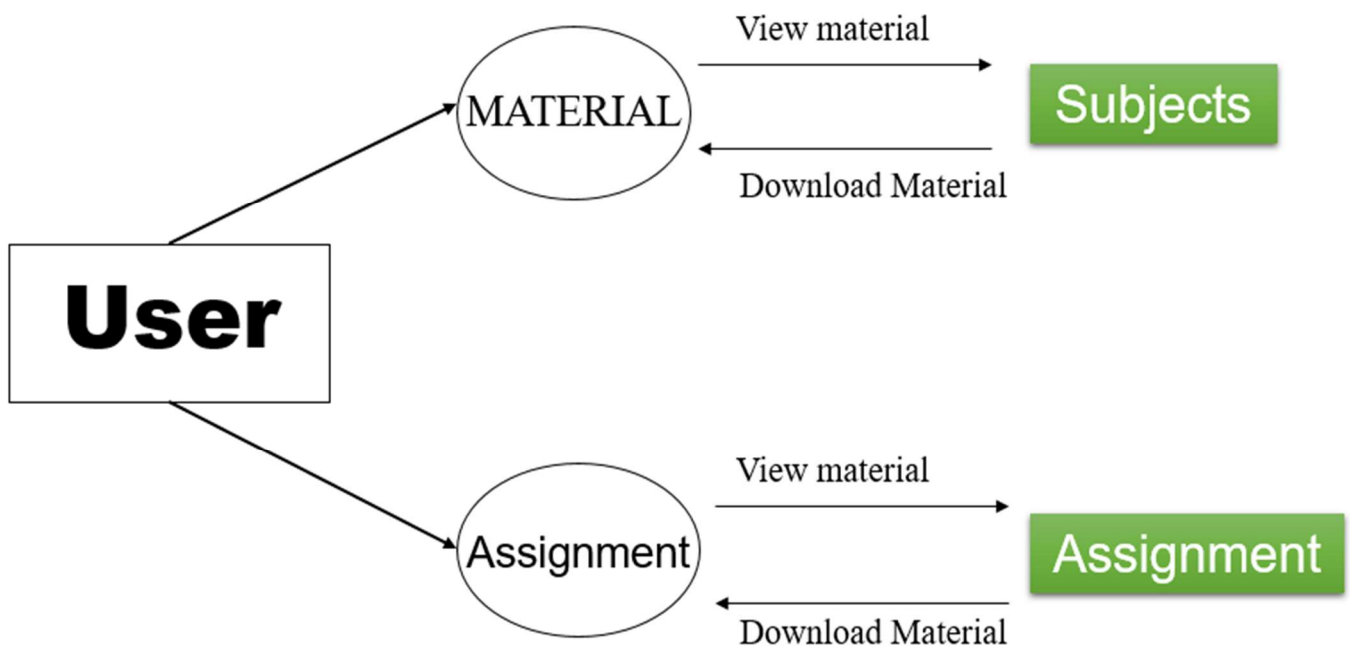 View material
MATERIAL
Subjects
Download Material
User
View material
Assignment
Assignment
Download Material